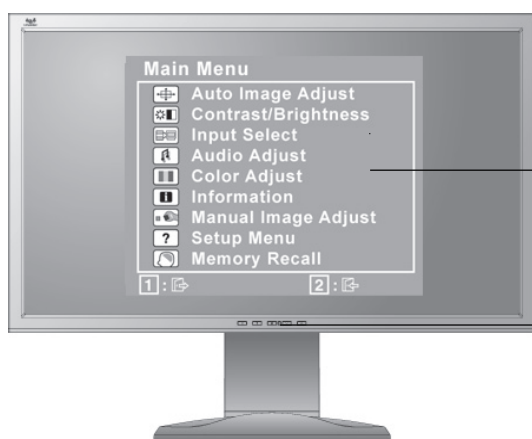 Main Menu
Auto Image Adjust
Contrast/Brightness
Input Select
Audio Adjust
Color Adjust
Information
Manual Image Adjust
? Setup Menu
Memory Recall
1 : 2 :